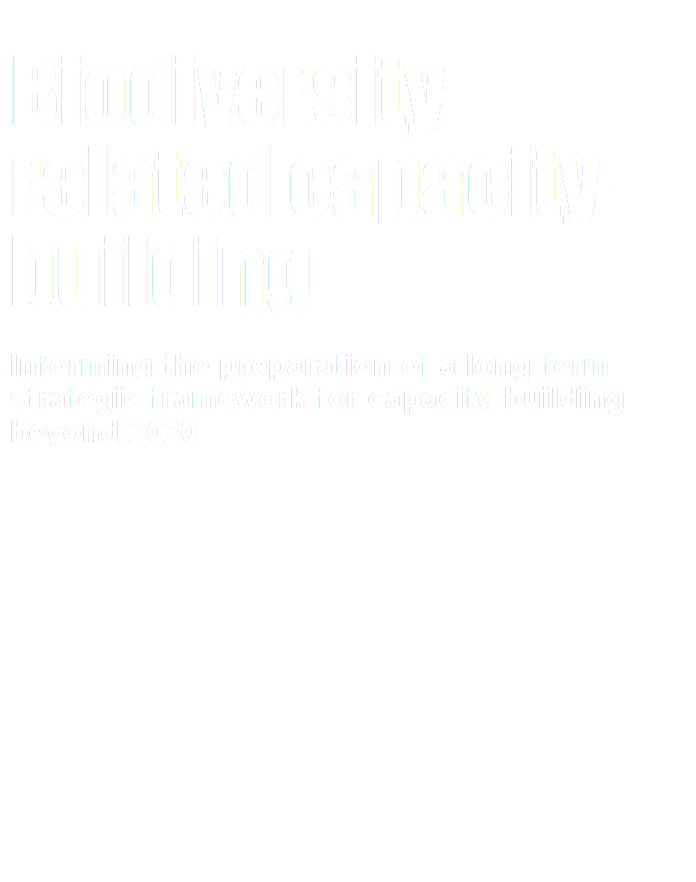 Biodiversity
related capacity
building
Informing the preparation of a long term
strategic framework for capacity building
beyond 2020